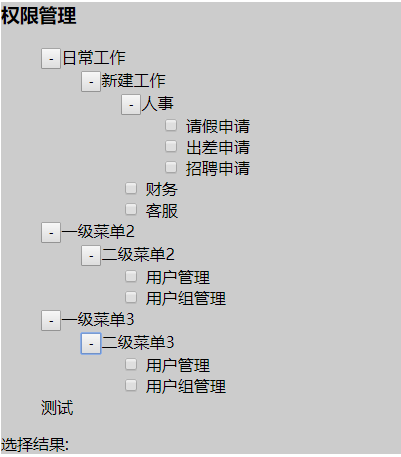 权限管理
- 日常工作
- 新建工作
- 人事
请假申请
出差申请
招聘申请
财务
客服
- 一级菜单2
- 二级菜单2
用户管理
用户组管理
- 一级菜单3
- 二级菜单3
用户管理
用户组管理
测试
选择结果: